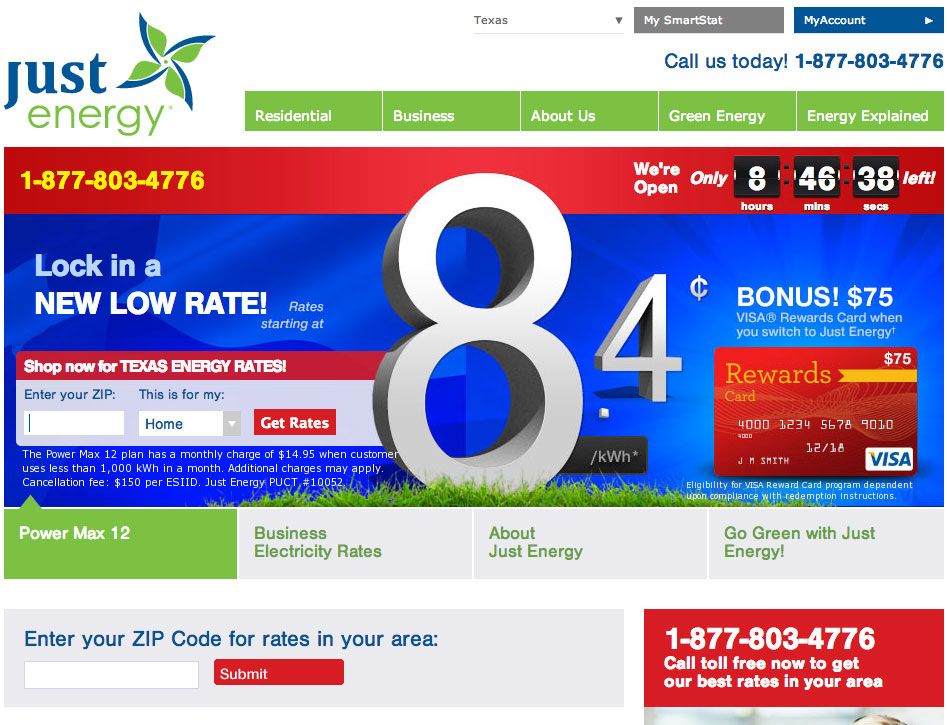 Texas
My SmartStat
MyAccount
just
energy®
Call us today! 1-877-803-4776
Residential
Business
About Us
Green Energy
Energy Explained
1-877-803-4776
We're
Open
Only
8
46
38
left!
hours
mins
secs
Lock in a
NEW LOW RATE!
Rates
starting at
8.4¢
/kWh*
BONUS! $75
VISA® Rewards Card when
you switch to Just Energy†
Shop now for TEXAS ENERGY RATES!
Enter your ZIP:
This is for my:
Home
Get Rates
The Power Max 12 plan has a monthly charge of $14.95 when customer
uses less than 1,000 kWh in a month. Additional charges may apply.
Cancellation fee: $150 per ESIID. Just Energy PUCT #10052.
$75
Rewards
Card
4000 1234 5678 9010
4000
12/18
J M SMITH
VISA
Eligibility for VISA Reward Card program dependent
upon compliance with redemption instructions.
Power Max 12
Business
Electricity Rates
About
Just Energy
Go Green with Just
Energy!
Enter your ZIP Code for rates in your area:
Submit
1-877-803-4776
Call toll free now to get
our best rates in your area